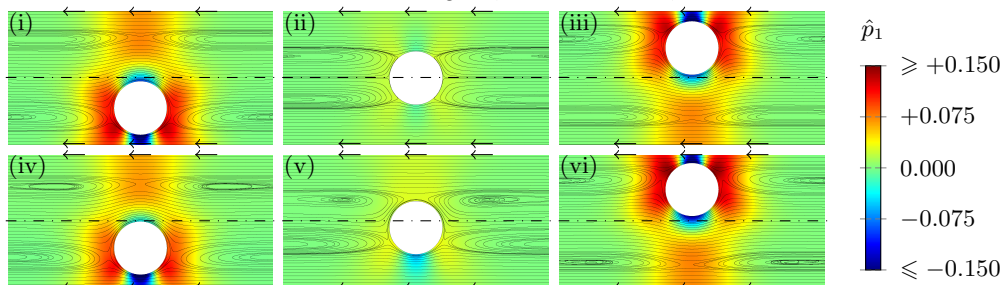 (i) (ii) (iii)
p̂₁
⩾ +0.150
+0.075
0.000
−0.075
⩽ −0.150
(iv) (v) (vi)